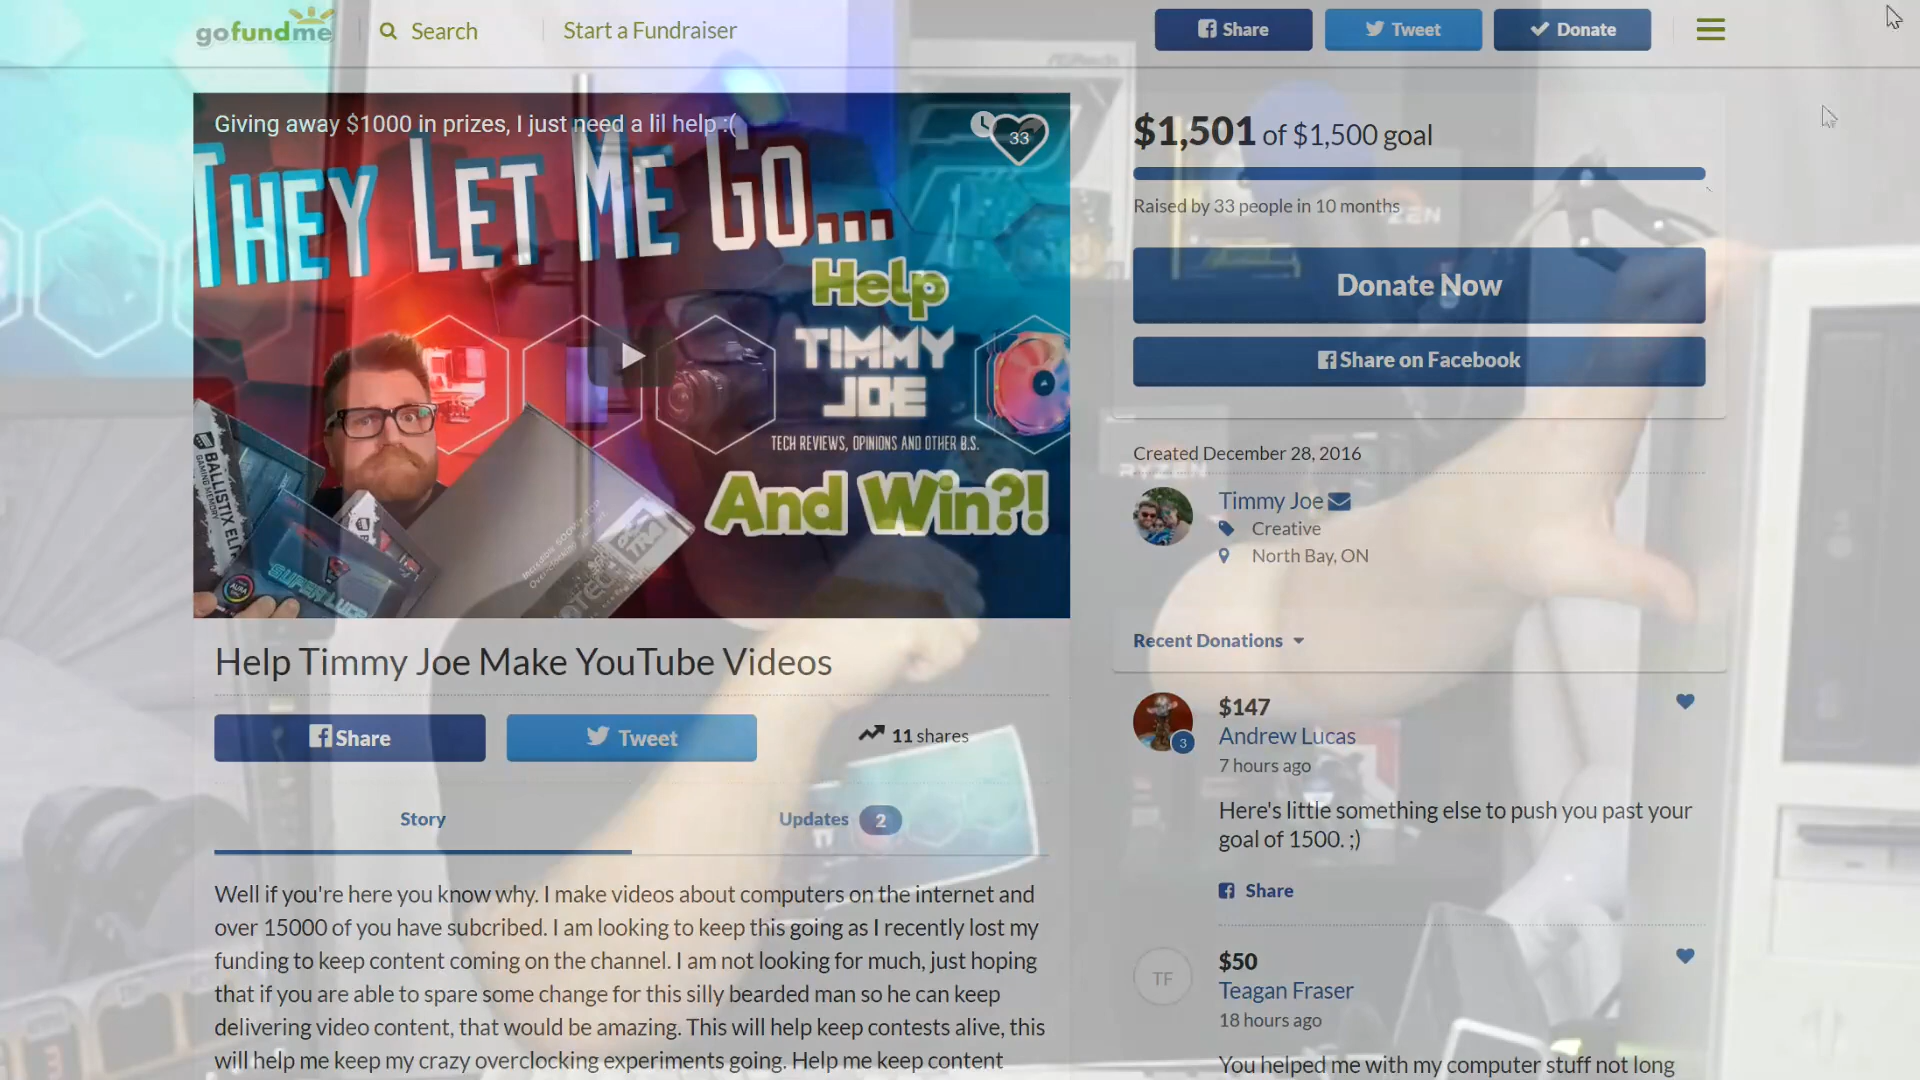 gofundme
Search
Start a Fundraiser
Share
Tweet
Donate
Giving away $1000 in prizes, I just need a lil help :(
33
THEY LET ME GO...
Help
TIMMY
JOE
TECH REVIEWS, OPINIONS AND OTHER B.S.
And Win?!
BALLISTIX ELIT
GAMING MEMORY
SUPERLUCE
AURA
$1,501 of $1,500 goal
Raised by 33 people in 10 months
ZEN
Donate Now
Share on Facebook
Created December 28, 2016
RYZEN
Timmy Joe
Creative
North Bay, ON
Recent Donations
Help Timmy Joe Make YouTube Videos
Share
Tweet
11 shares
Story
Updates 2
Well if you're here you know why. I make videos about computers on the internet and
over 15000 of you have subcribed. I am looking to keep this going as I recently lost my
funding to keep content coming on the channel. I am not looking for much, just hoping
that if you are able to spare some change for this silly bearded man so he can keep
delivering video content, that would be amazing. This will help keep contests alive, this
will help me keep my crazy overclocking experiments going. Help me keep content
3
$147
Andrew Lucas
7 hours ago
Here's little something else to push you past your
goal of 1500. ;)
Share
TF
$50
Teagan Fraser
18 hours ago
You helped me with my computer stuff not long